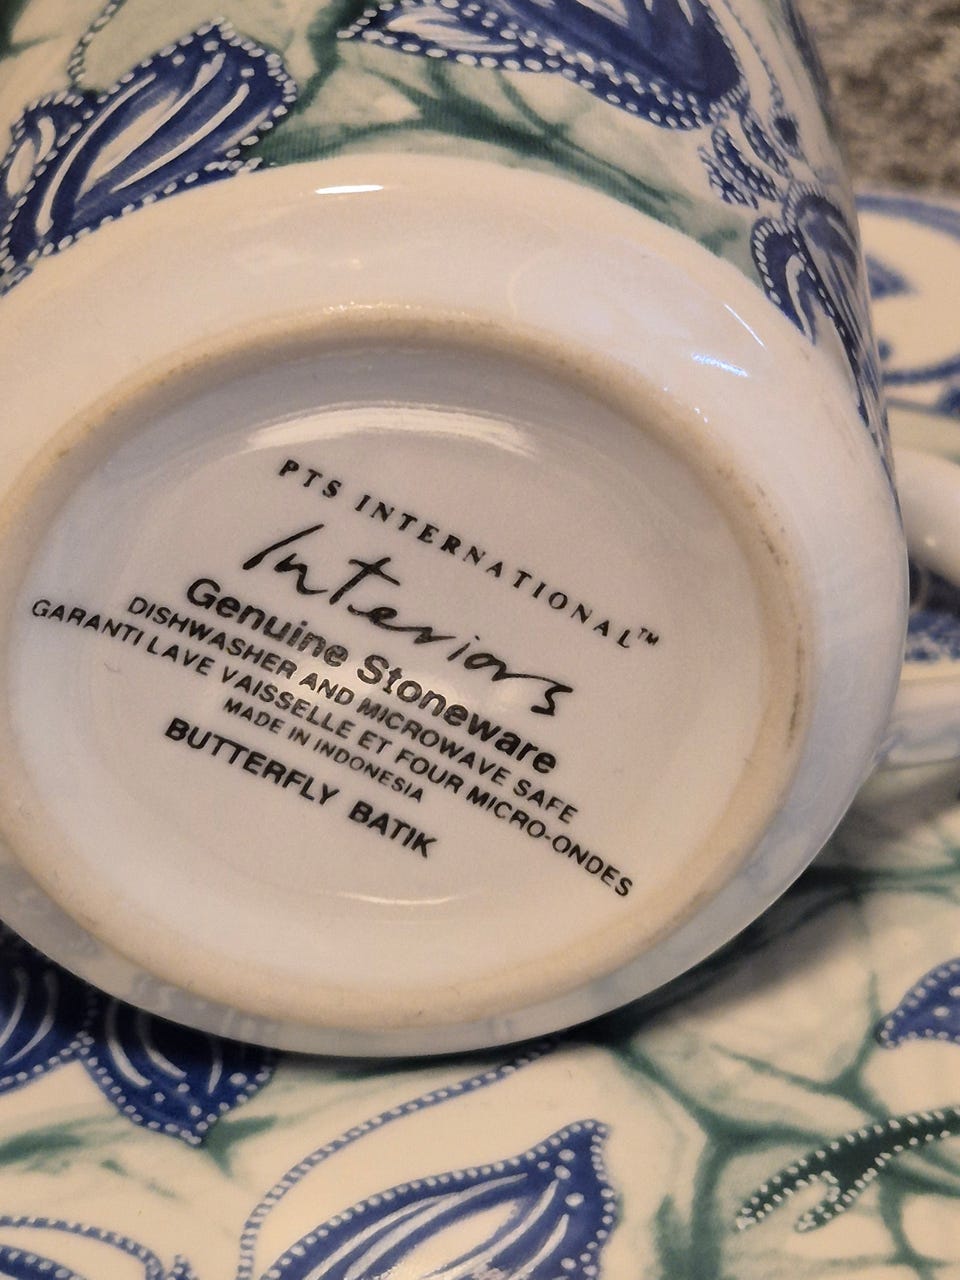 PTS INTERNATIONAL™
Interiors
Genuine Stoneware
DISHWASHER AND MICROWAVE SAFE
GARANTI LAVE VAISSELLE ET FOUR MICRO-ONDES
MADE IN INDONESIA
BUTTERFLY BATIK